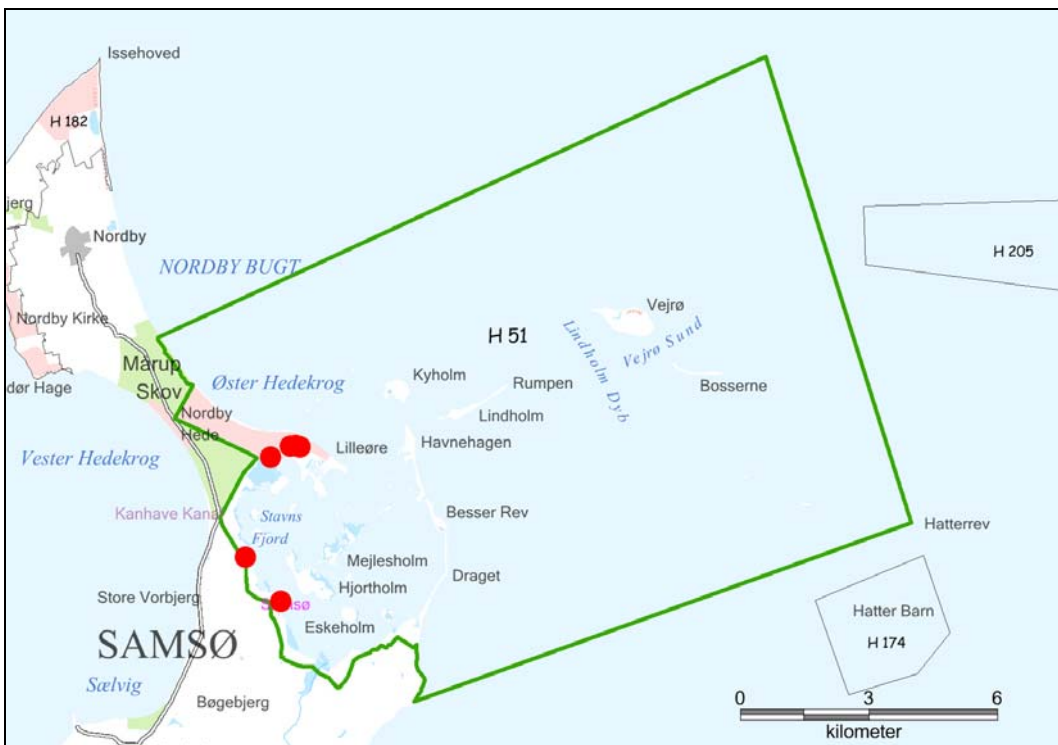 Issehoved
H 182
jerg
Nordby
NORDBY BUGT
H 205
Nordby Kirke
Vejrø
H 51
Lindholm Dyb
Vejrø Sund
Mårup
Skov
dør Hage
Øster Hedekrog
Kyholm
Rumpen
Bosserne
Nordby
Hede
Lindholm
Lilleøre
Havnehagen
Vester Hedekrog
Kanhave Kana
Stavns
Fjord
Besser Rev
Hatterrev
Mejlesholm
Draget
Hjortholm
Store Vorbjerg
Hatter Barn
Eskeholm
SAMSØ
H 174
Sælvig
Bøgebjerg
0 3 6
kilometer